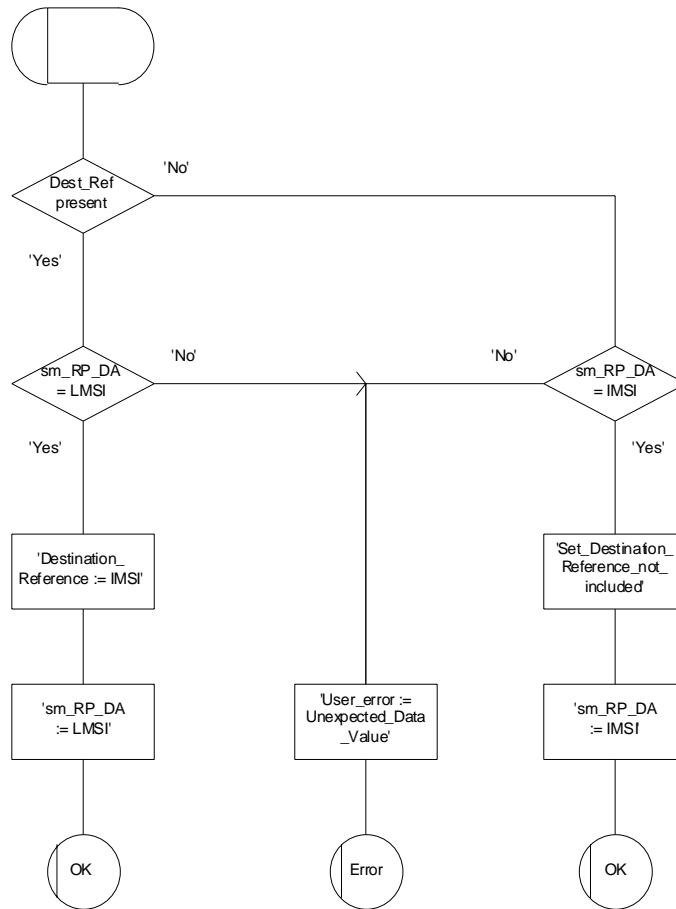 'No'
Dest_Ref
present
'Yes'
'No'
'No'
sm_RP_DA
= LMSI
sm_RP_DA
= IMSI
'Yes'
'Yes'
'Destination_
Reference := IMSI'
'Set_Destination_
Reference_not_
included'
'sm_RP_DA
:= LMSI'
'User_error :=
Unexpected_Data
_Value'
'sm_RP_DA
:= IMSI'
OK
Error
OK